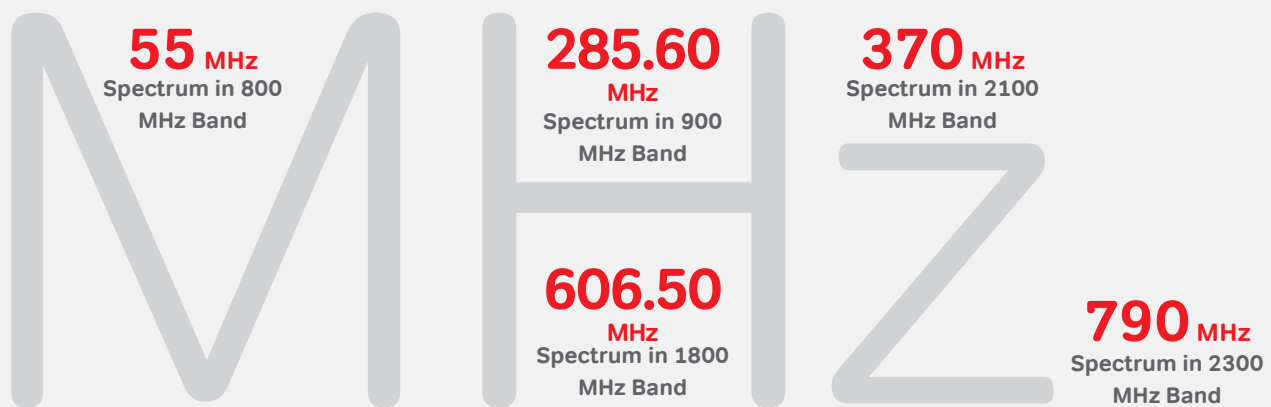 55 MHz
Spectrum in 800
MHz Band
285.60
MHz
Spectrum in 900
MHz Band
370 MHz
Spectrum in 2100
MHz Band
606.50
MHz
Spectrum in 1800
MHz Band
790 MHz
Spectrum in 2300
MHz Band
MHz